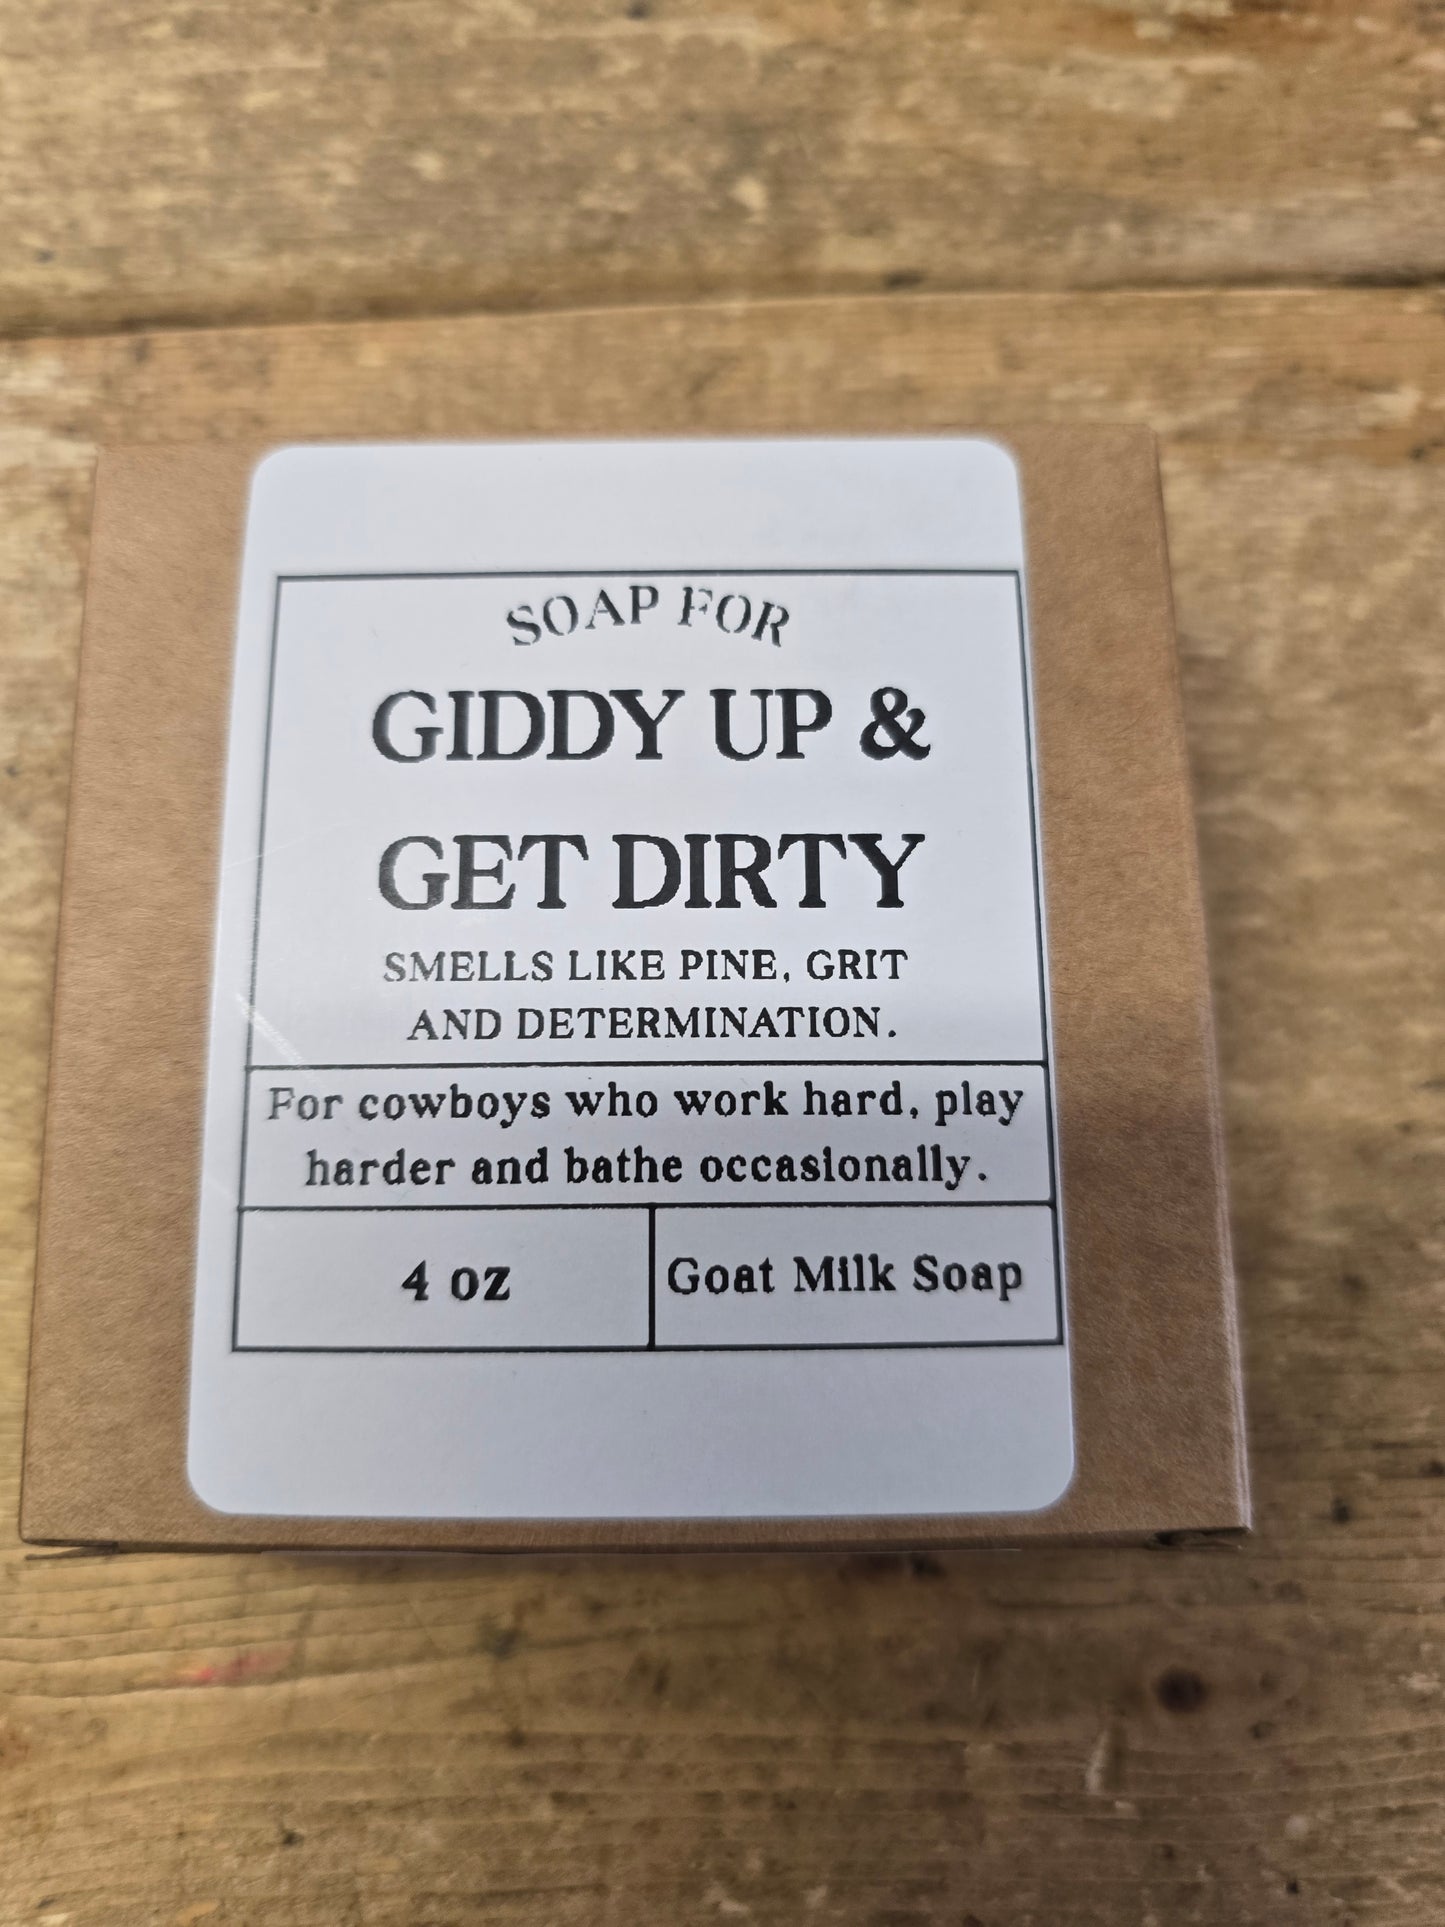 SOAP FOR
GIDDY UP &
GET DIRTY
SMELLS LIKE PINE, GRIT
AND DETERMINATION.
For cowboys who work hard, play
harder and bathe occasionally.
4 oz
Goat Milk Soap